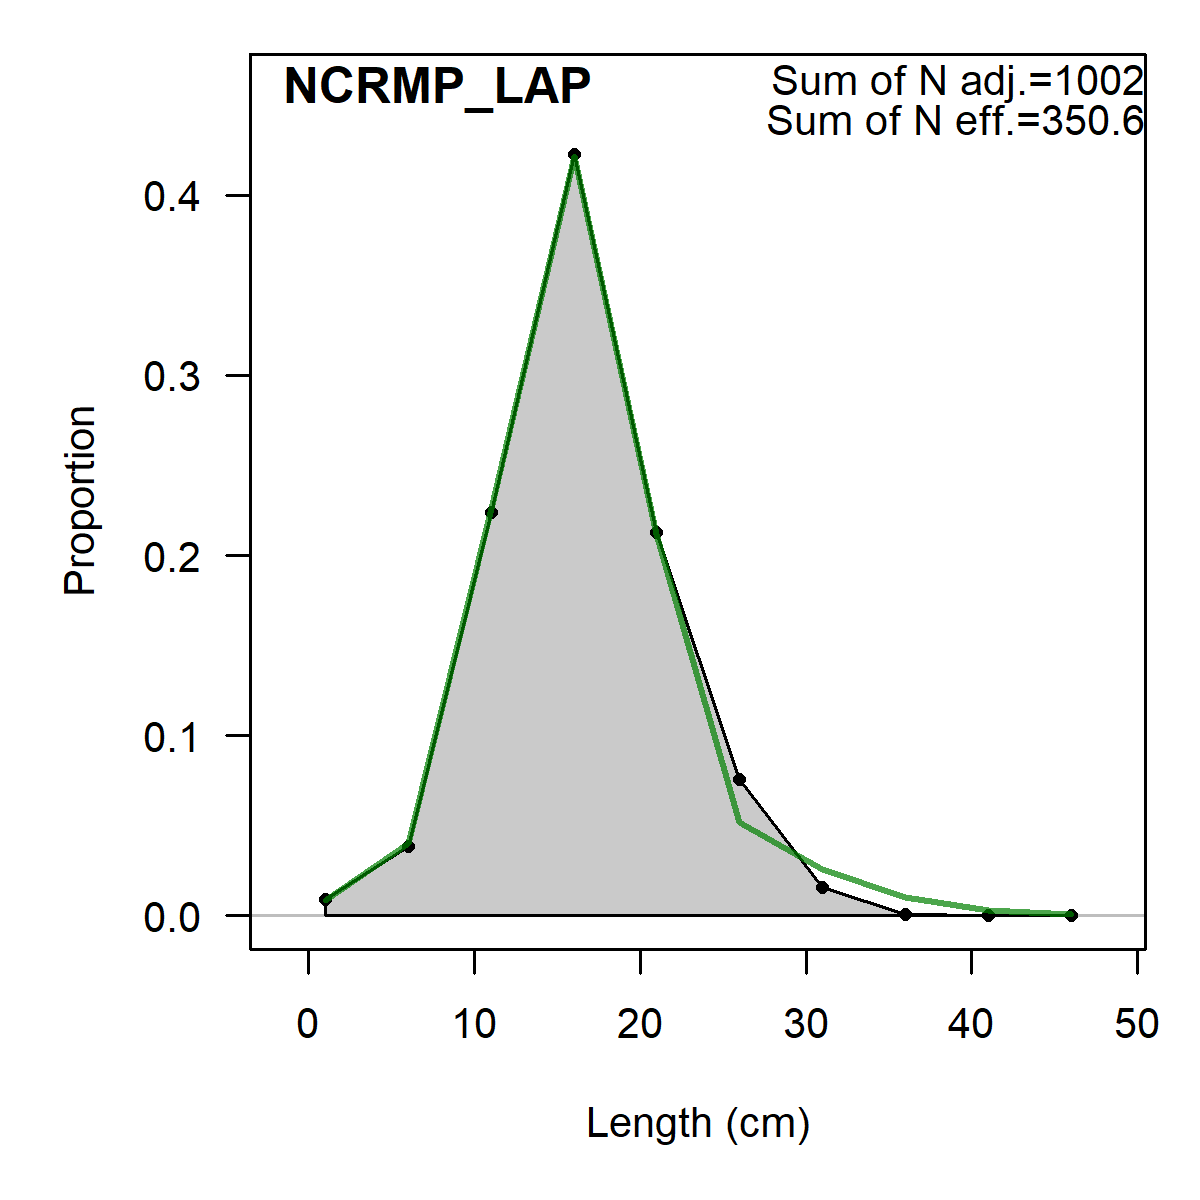 NCRMP_LAP
Sum of N adj.=1002
Sum of N eff.=350.6
Proportion
0.4
0.3
0.2
0.1
0.0
0 10 20 30 40 50
Length (cm)